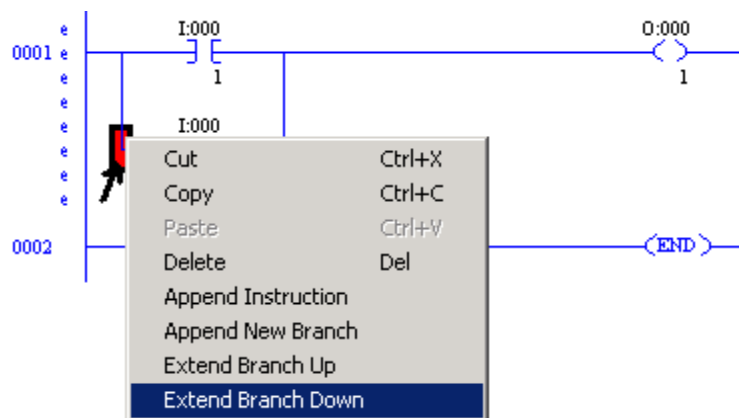 e I:000 O:000
0001 e
e 1 1
e
e I:000
e
e
e
Cut Ctrl+X
Copy Ctrl+C
Paste Ctrl+V
0002 (END)
Delete Del
Append Instruction
Append New Branch
Extend Branch Up
Extend Branch Down